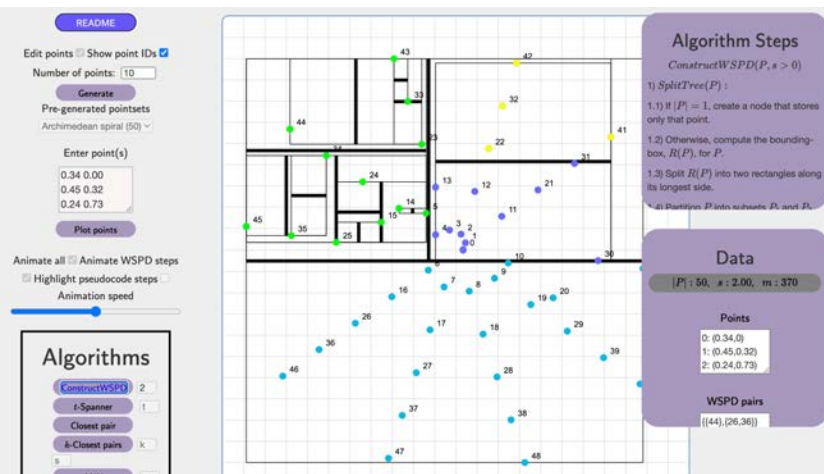 README
Edit points Show point IDs
Number of points: 10
Generate
Pre-generated pointsets
Archimedean spiral (50)
Enter point(s)
0.34 0.00
0.45 0.32
0.24 0.73
Plot points
Animate all Animate WSPD steps
Highlight pseudocode steps
Animation speed
Algorithms
ConstructWSPD 2
t-Spanner t
Closest pair
k-Closest pairs k
s
43
42
33
32
44
23
22
41
34
31
24
13
12
21
14
5
11
45
35
15
25
4
3
2
1
0
6
10
30
9
7
8
16
19
20
26
17
18
29
36
39
46
27
28
37
38
47
48
Algorithm Steps
ConstructWSPD(P, s > 0)
1) SplitTree(P) :
1.1) If |P| = 1, create a node that stores
only that point.
1.2) Otherwise, compute the bounding-
box, R(P), for P.
1.3) Split R(P) into two rectangles along
its longest side.
1.4) Partition P into subsets P₁ and P₂
Data
|P| : 50, s : 2.00, m : 370
Points
0: (0.34,0)
1: (0.45,0.32)
2: (0.24,0.73)
WSPD pairs
{{44},{26,36}}